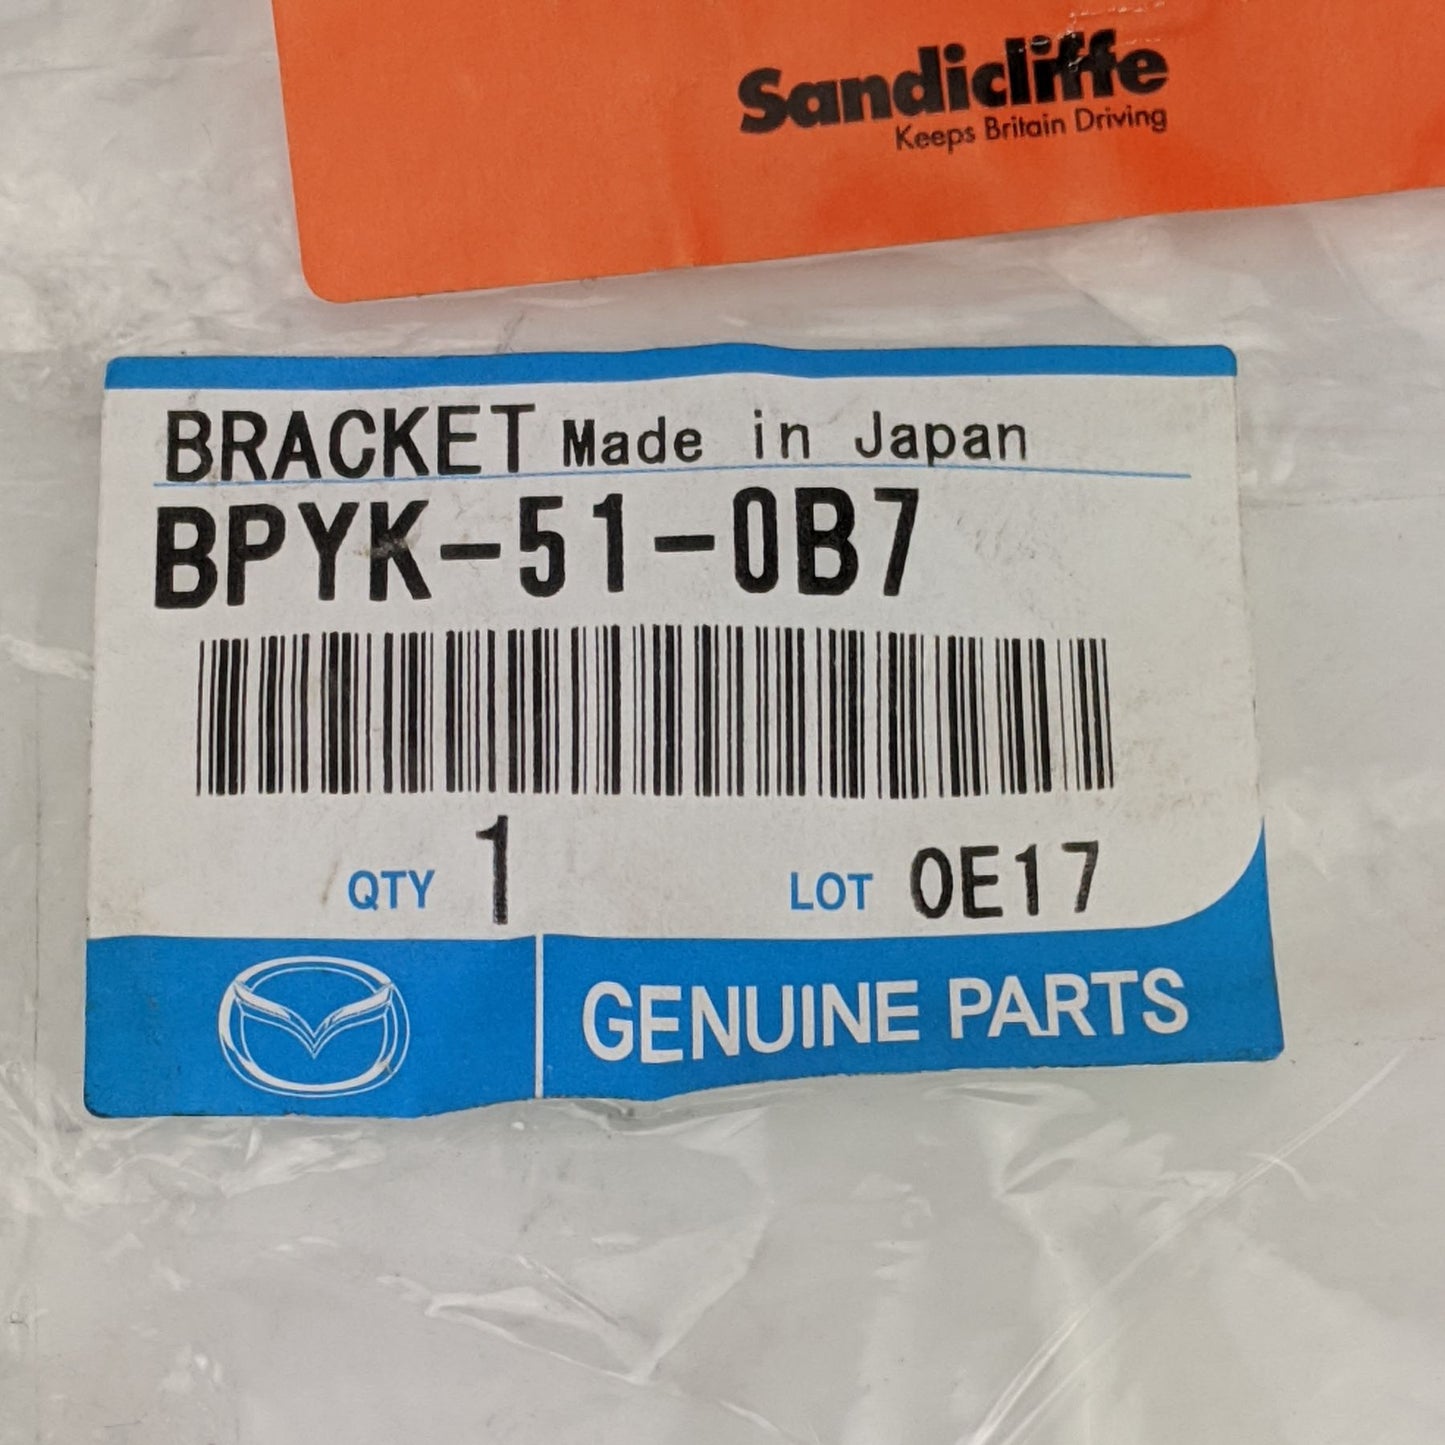 Sandicliffe
Keeps Britain Driving
BRACKET Made in Japan
BPYK-51-0B7
QTY 1 LOT 0E17
GENUINE PARTS